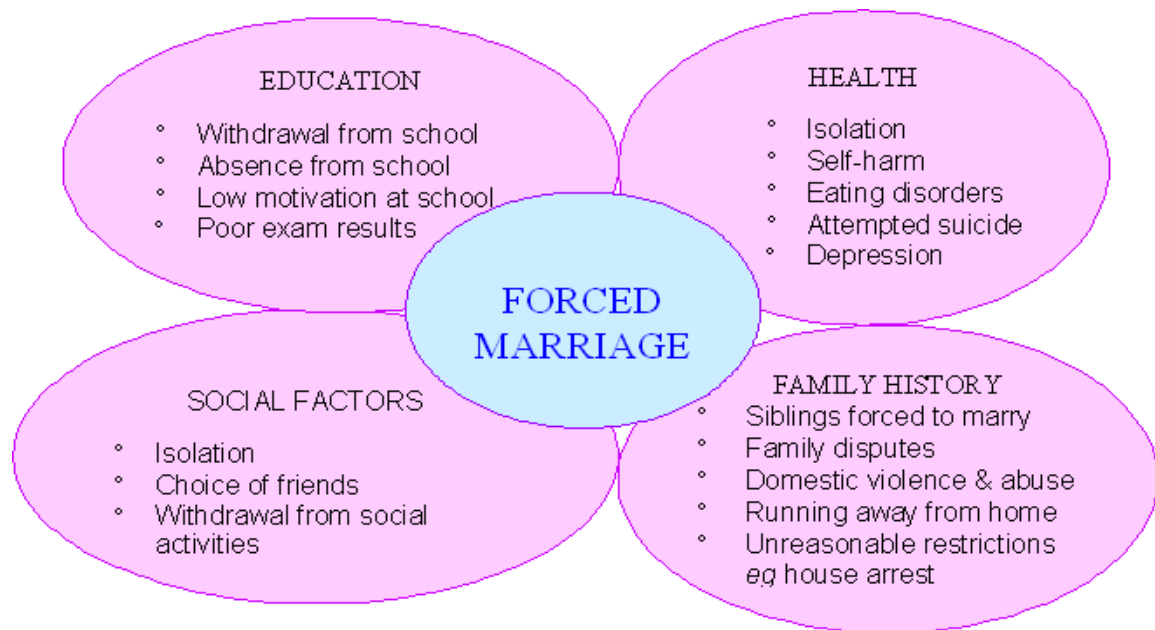 EDUCATION
° Withdrawal from school
° Absence from school
° Low motivation at school
° Poor exam results
HEALTH
° Isolation
° Self-harm
° Eating disorders
° Attempted suicide
° Depression
FORCED
MARRIAGE
SOCIAL FACTORS
° Isolation
° Choice of friends
° Withdrawal from social
activities
FAMILY HISTORY
° Siblings forced to marry
° Family disputes
° Domestic violence & abuse
° Running away from home
° Unreasonable restrictions
eg house arrest